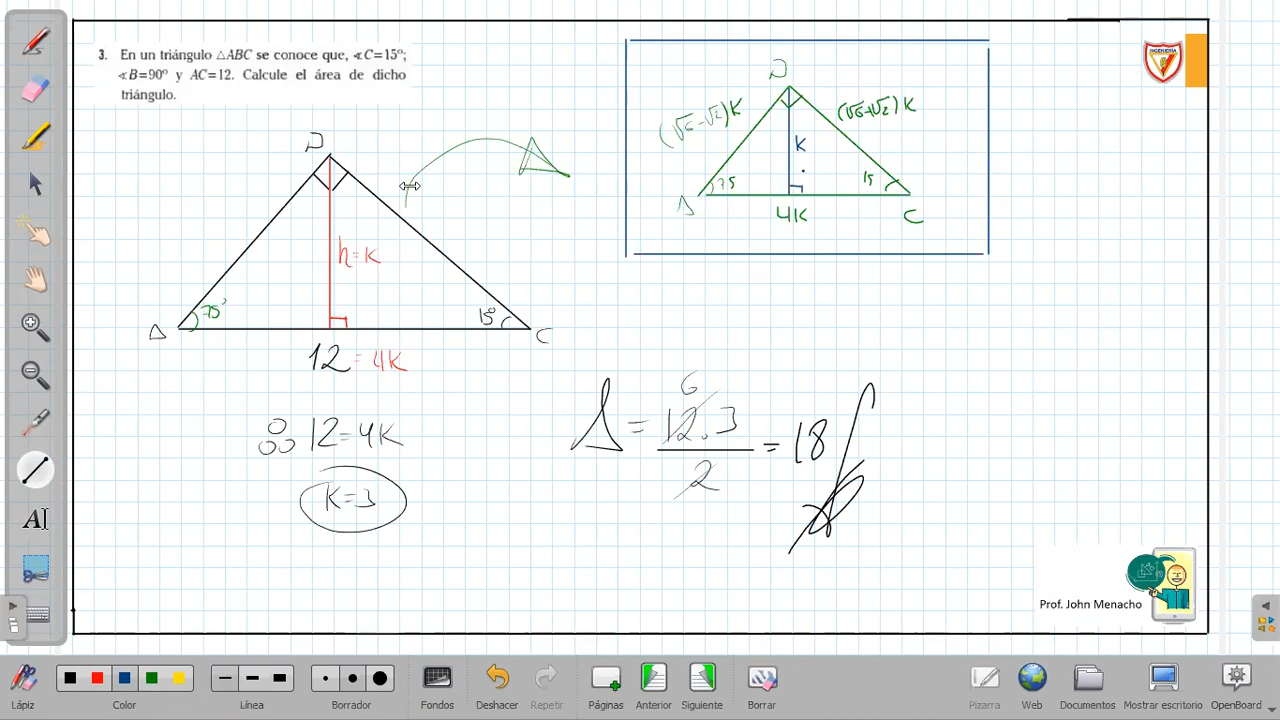 3. En un triángulo △ABC se conoce que, ∢C=15°;
∢B=90° y AC=12. Calcule el área de dicho
triángulo.
INGENIERÍA
B
(√6-√2)K
(√6+√2)K
K
75
15
A
4K
C
B
h=K
75°
15°
A
12 = 4K
C
∴ 12=4K
K=3
A = 12.3 / 2 = 18
6
Prof. John Menacho
Lápiz
Color
Línea
Borrador
Fondos
Deshacer
Repetir
Páginas
Anterior
Siguiente
Borrar
Pizarra
Web
Documentos
Mostrar escritorio
OpenBoard